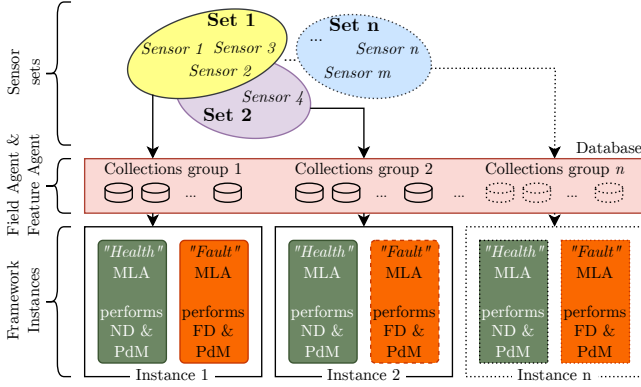 Sensor
sets
Set 1
Sensor 1 Sensor 3
Sensor 2
...
Set n
... Sensor n
Sensor m
Sensor 4
Set 2
Field Agent &
Feature Agent
Database
Collections group 1
...
Collections group 2
...
...
Collections group n
...
Framework
Instances
"Health"
MLA
performs
ND &
PdM
"Fault"
MLA
performs
FD &
PdM
Instance 1
"Health"
MLA
performs
ND &
PdM
"Fault"
MLA
performs
FD &
PdM
Instance 2
"Health"
MLA
performs
ND &
PdM
"Fault"
MLA
performs
FD &
PdM
Instance n